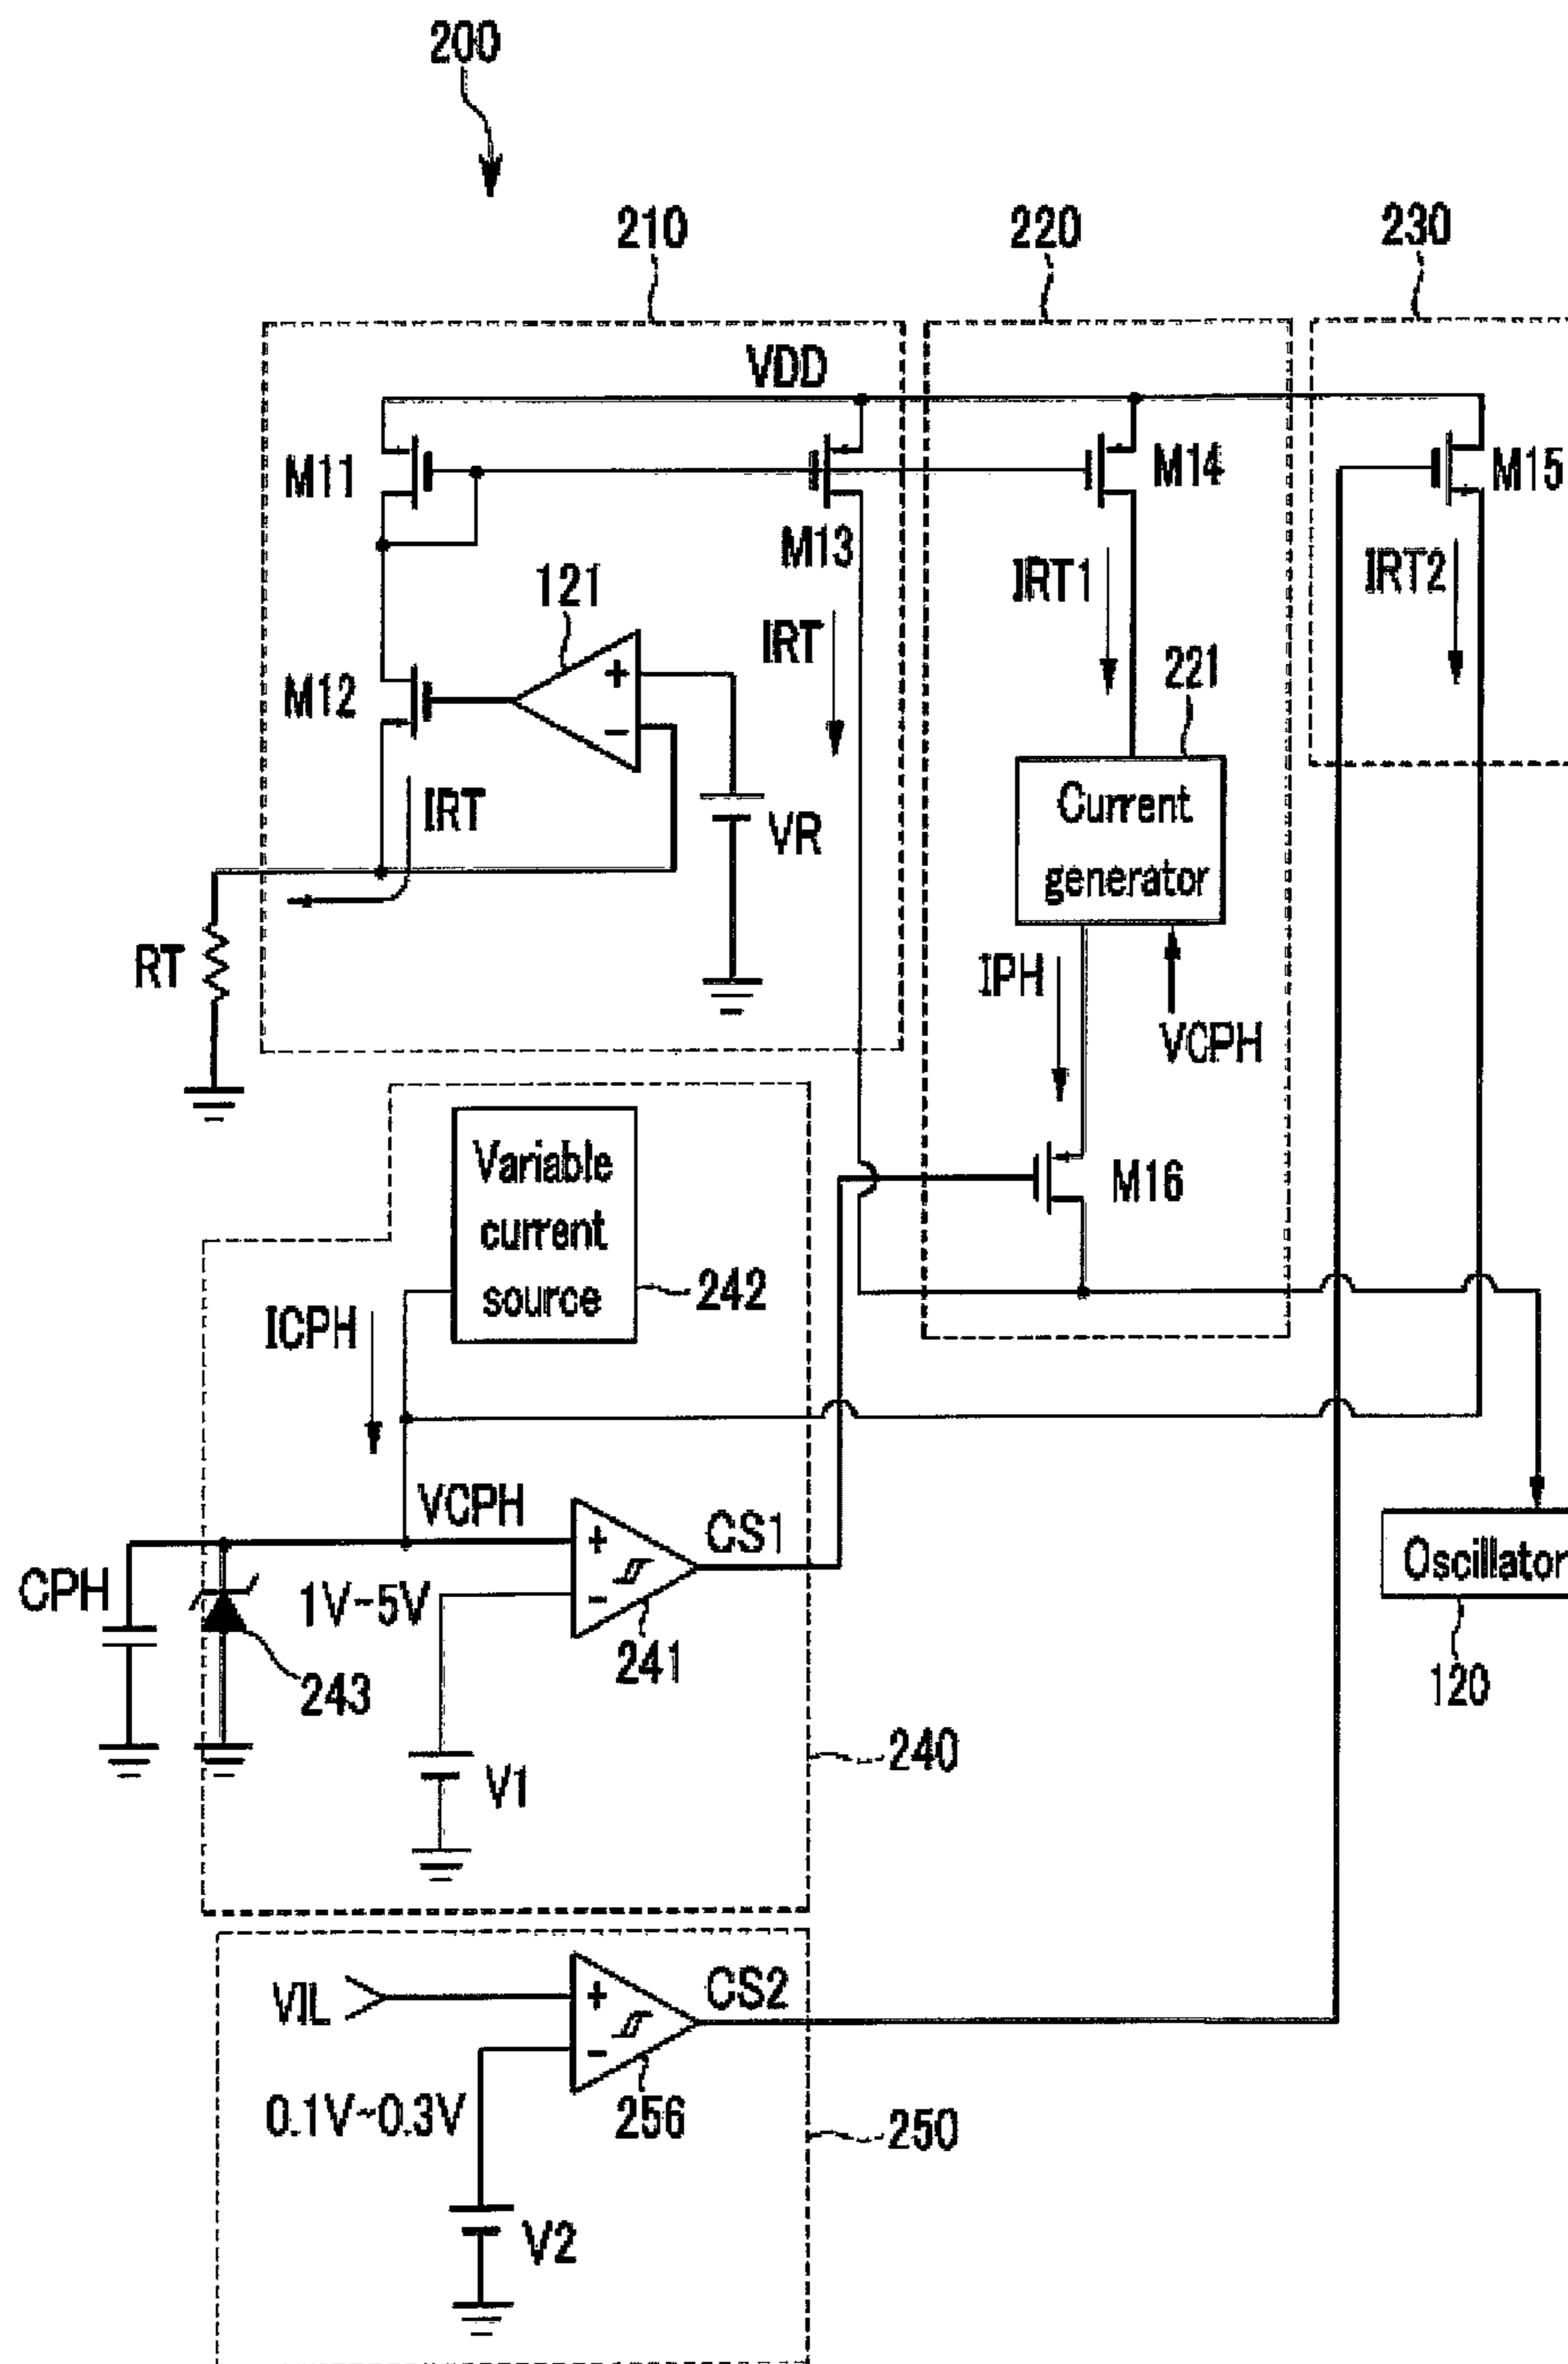 200
210
220
230
VDD
M11
M13
M14
M15
121
IRT
IRT1
IRT2
+
-
M12
221
IRT
VR
Current
generator
RT
IPH
VCPH
Variable
current
source
M16
242
ICPH
VCPH
+
-
CS1
CPH
1V-5V
241
Oscillator
243
120
V1
240
VIL
+
-
CS2
0.1V~0.3V
256
250
V2